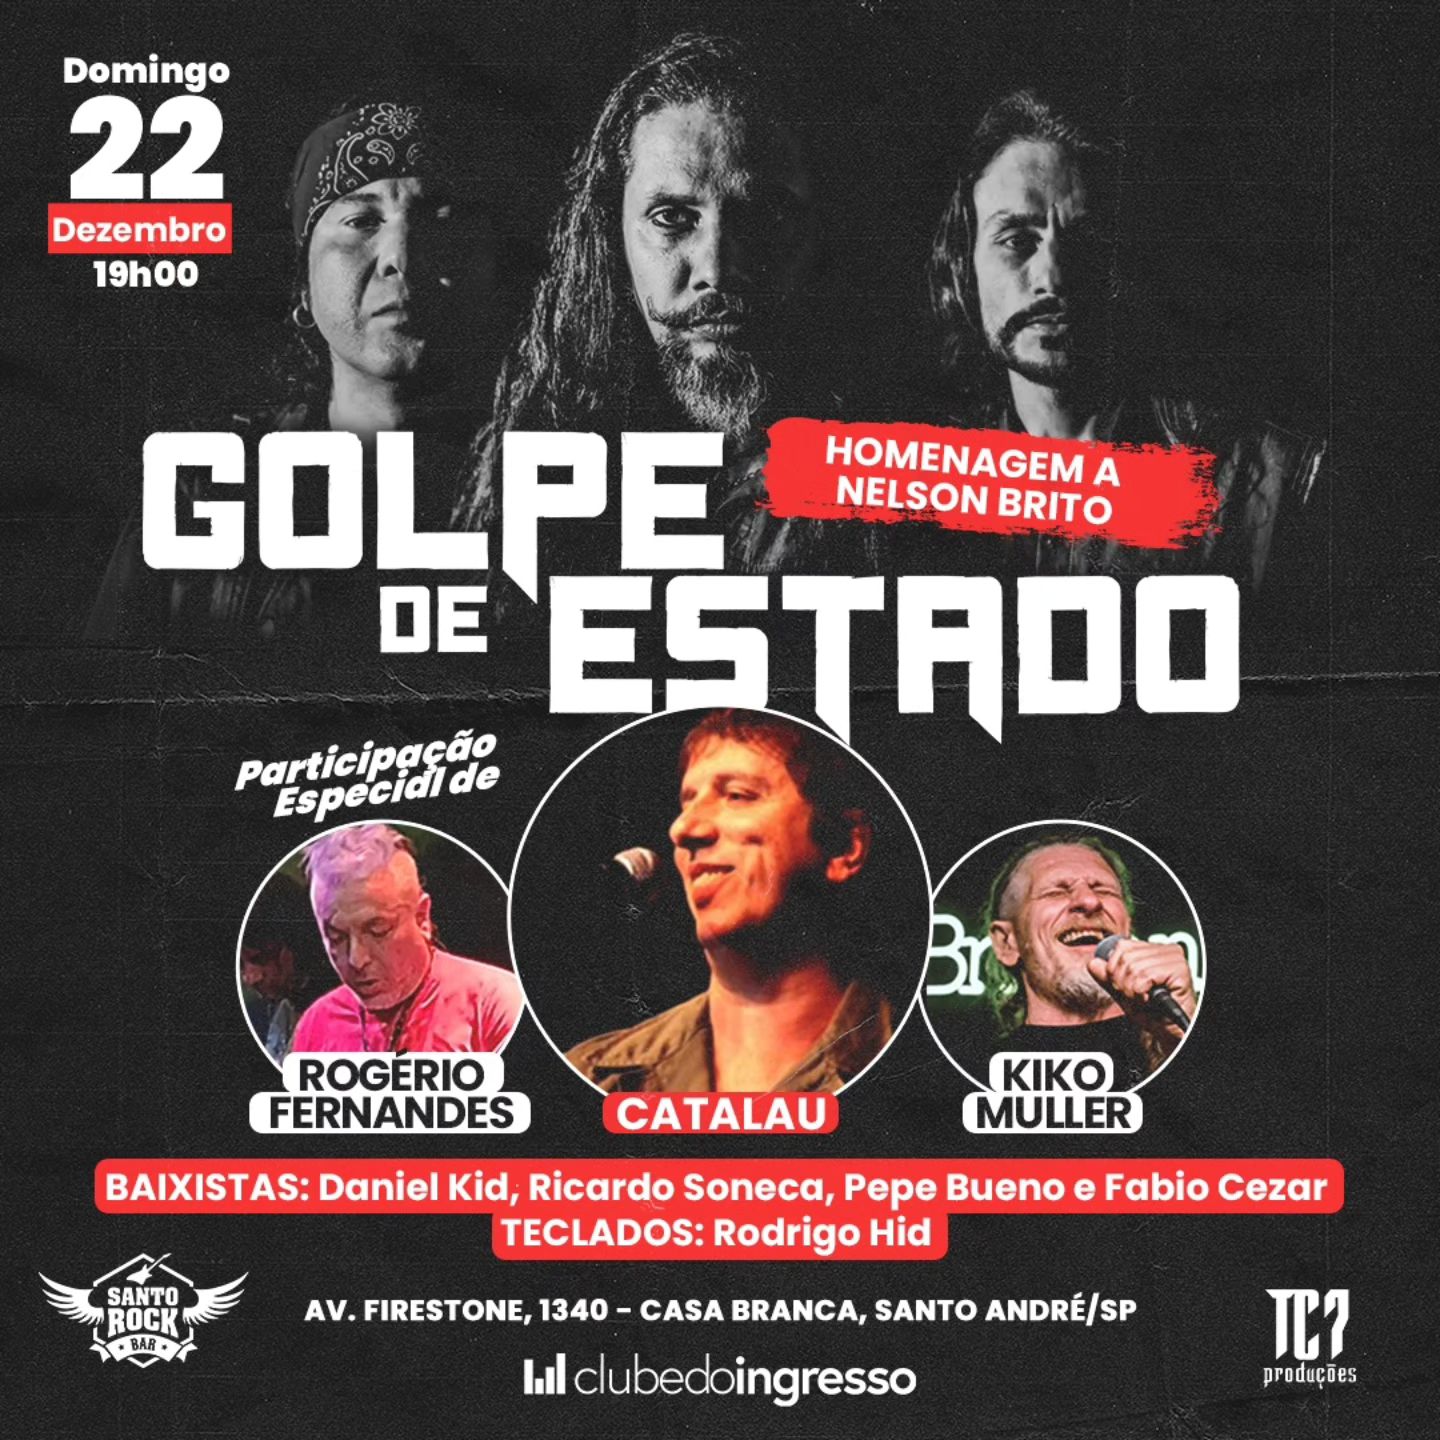 Domingo
22
Dezembro
19h00
HOMENAGEM A
NELSON BRITO
GOLPE
DE ESTADO
Participação
Especial de
ROGÉRIO
FERNANDES
CATALAU
KIKO
MULLER
BAIXISTAS: Daniel Kid, Ricardo Soneca, Pepe Bueno e Fabio Cezar
TECLADOS: Rodrigo Hid
SANTO
ROCK
BAR
AV. FIRESTONE, 1340 - CASA BRANCA, SANTO ANDRÉ/SP
clubedoingresso
TC7
produções